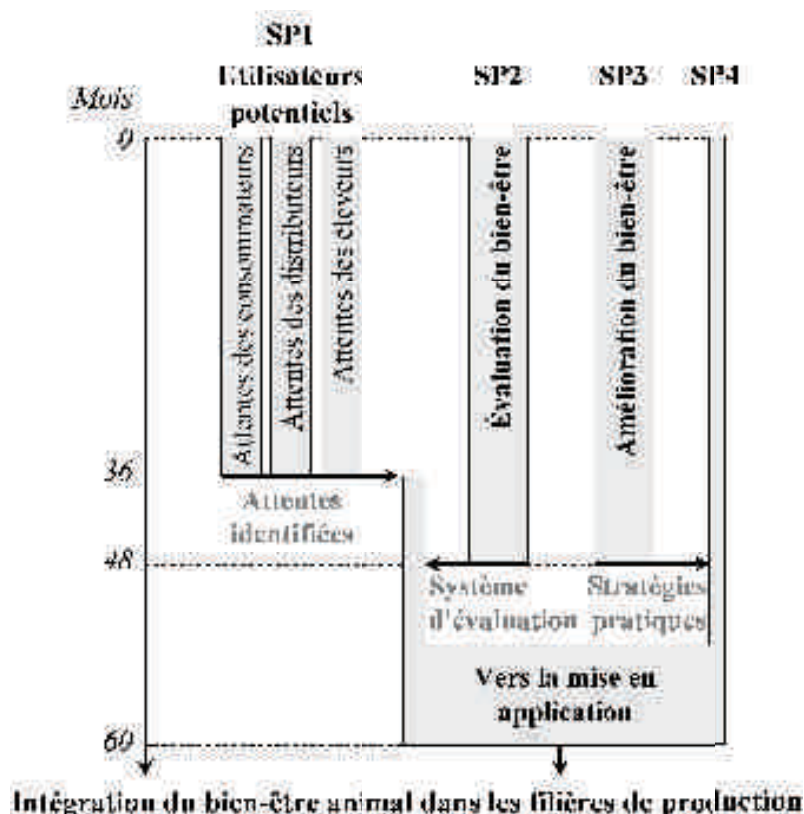 SP1
Utilisateurs
potentiels
SP2
SP3
SP4
Mois
0
Attentes des consommateurs
Attentes des distributeurs
Attentes des éleveurs
Évaluation du bien-être
Amélioration du bien-être
36
Attentes
identifiées
48
Système
d'évaluation
Stratégies
pratiques
Vers la mise en
application
60
Intégration du bien-être animal dans les filières de production